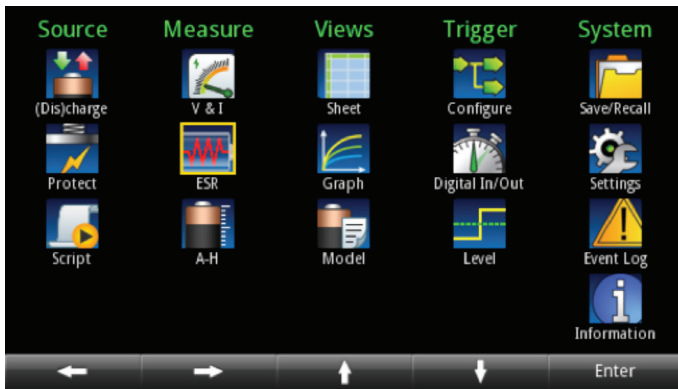 Source Measure Views Trigger System
(Dis)charge V & I Sheet Configure Save/Recall
Protect ESR Graph Digital In/Out Settings
Script A-H Model Level Event Log
Information
Enter